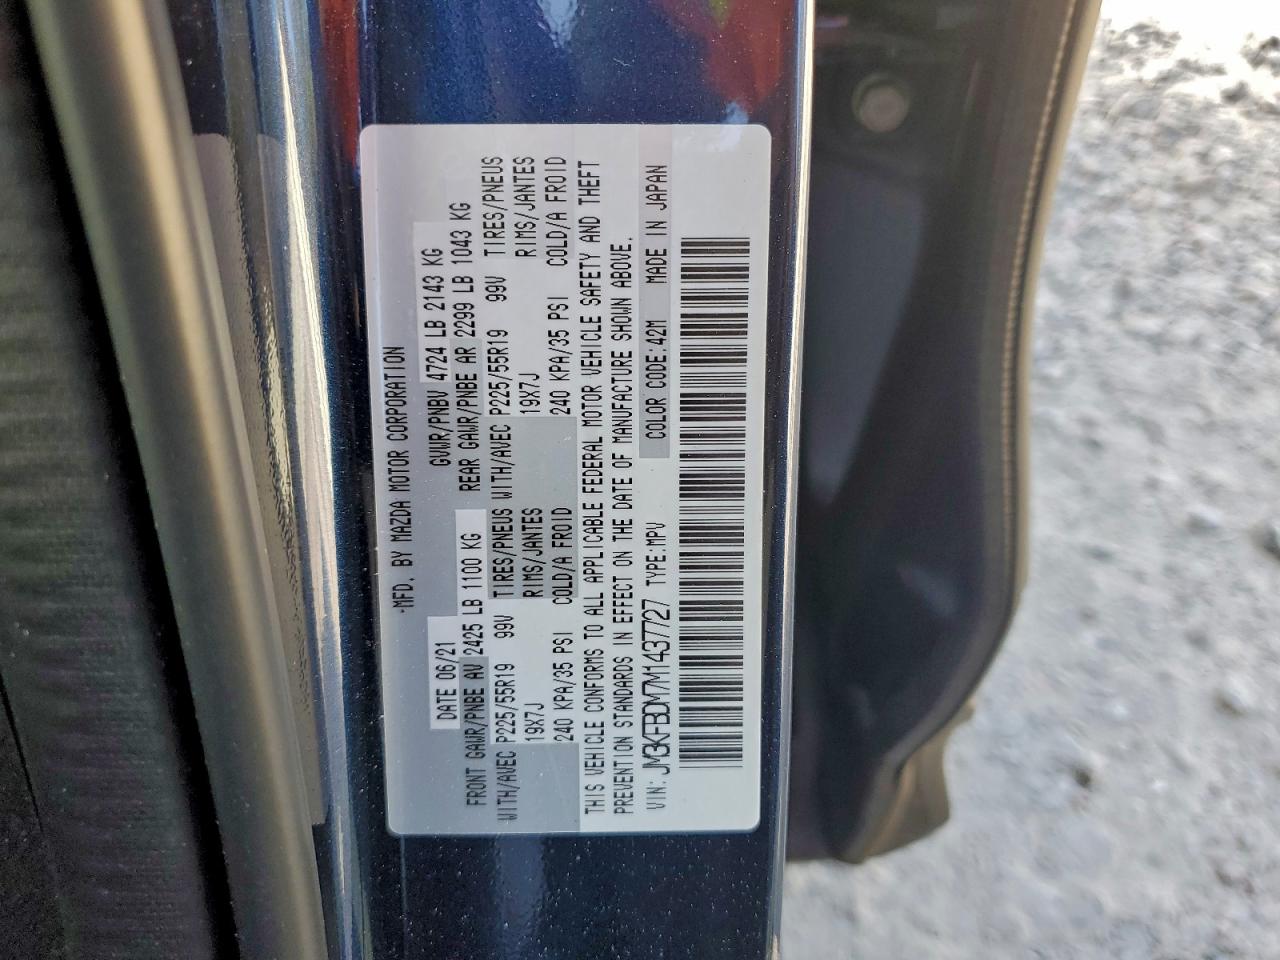 MFD. BY MAZDA MOTOR CORPORATION
DATE 06/21 GVWR/PNBV 4724 LB 2143 KG
FRONT GAWR/PNBE AV 2425 LB 1100 KG REAR GAWR/PNBE AR 2299 LB 1043 KG
WITH/AVEC P225/55R19 99V TIRES/PNEUS WITH/AVEC P225/55R19 99V TIRES/PNEUS
19X7J RIMS/JANTES 19X7J RIMS/JANTES
240 KPA/35 PSI COLD/A FROID 240 KPA/35 PSI COLD/A FROID
THIS VEHICLE CONFORMS TO ALL APPLICABLE FEDERAL MOTOR VEHICLE SAFETY AND THEFT
PREVENTION STANDARDS IN EFFECT ON THE DATE OF MANUFACTURE SHOWN ABOVE.
VIN: JM3KFBDM7M1437727 TYPE:MPV COLOR CODE:42M MADE IN JAPAN